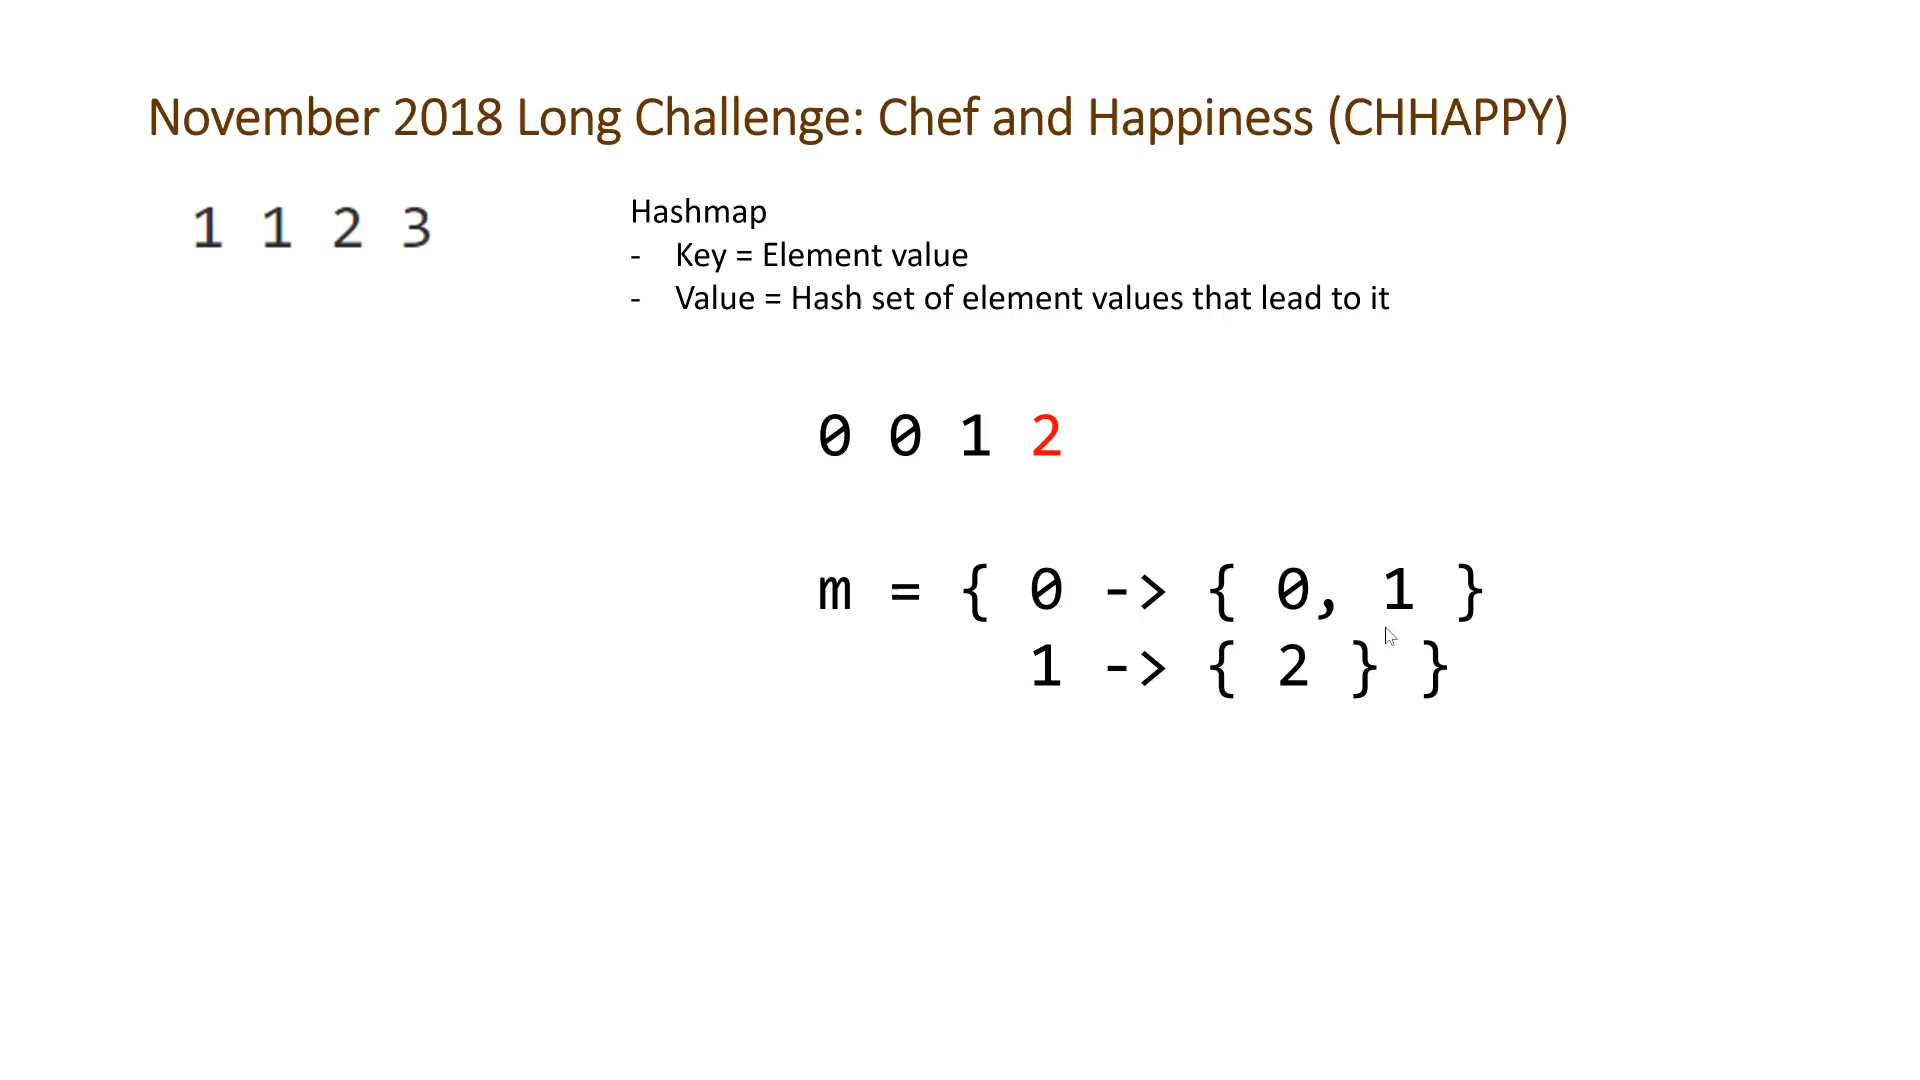 November 2018 Long Challenge: Chef and Happiness (CHHAPPY)
1 1 2 3
Hashmap
- Key = Element value
- Value = Hash set of element values that lead to it
0 0 1 2
m = { 0 -> { 0, 1 }
1 -> { 2 } }